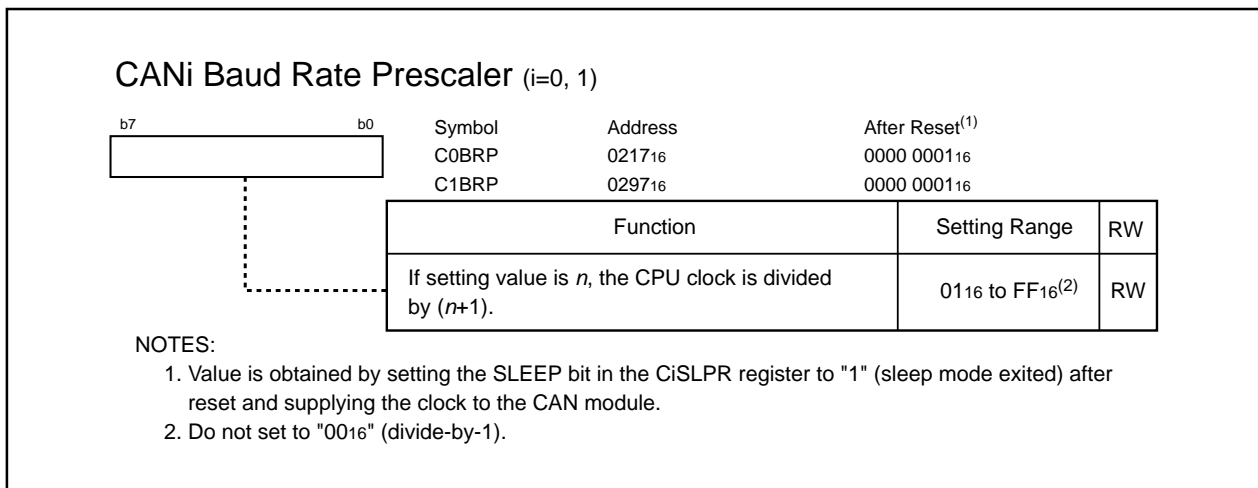 CANi Baud Rate Prescaler (i=0, 1)
b7 b0 Symbol Address After Reset(1)
C0BRP 021716 0000 000116
C1BRP 029716 0000 000116
Function Setting Range RW
If setting value is n, the CPU clock is divided
by (n+1).
0116 to FF16(2) RW
NOTES:
1. Value is obtained by setting the SLEEP bit in the CiSLPR register to "1" (sleep mode exited) after
reset and supplying the clock to the CAN module.
2. Do not set to "0016" (divide-by-1).